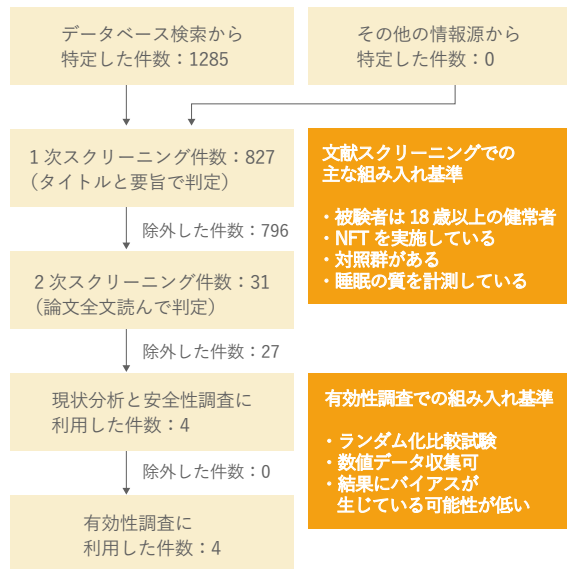 データベース検索から
特定した件数：1285
その他の情報源から
特定した件数：0
1次スクリーニング件数：827
（タイトルと要旨で判定）
文献スクリーニングでの
主な組み入れ基準
・被験者は18歳以上の健常者
・NFTを実施している
・対照群がある
・睡眠の質を計測している
除外した件数：796
2次スクリーニング件数：31
（論文全文読んで判定）
除外した件数：27
現状分析と安全性調査に
利用した件数：4
有効性調査での組み入れ基準
・ランダム化比較試験
・数値データ収集可
・結果にバイアスが
生じている可能性が低い
除外した件数：0
有効性調査に
利用した件数：4